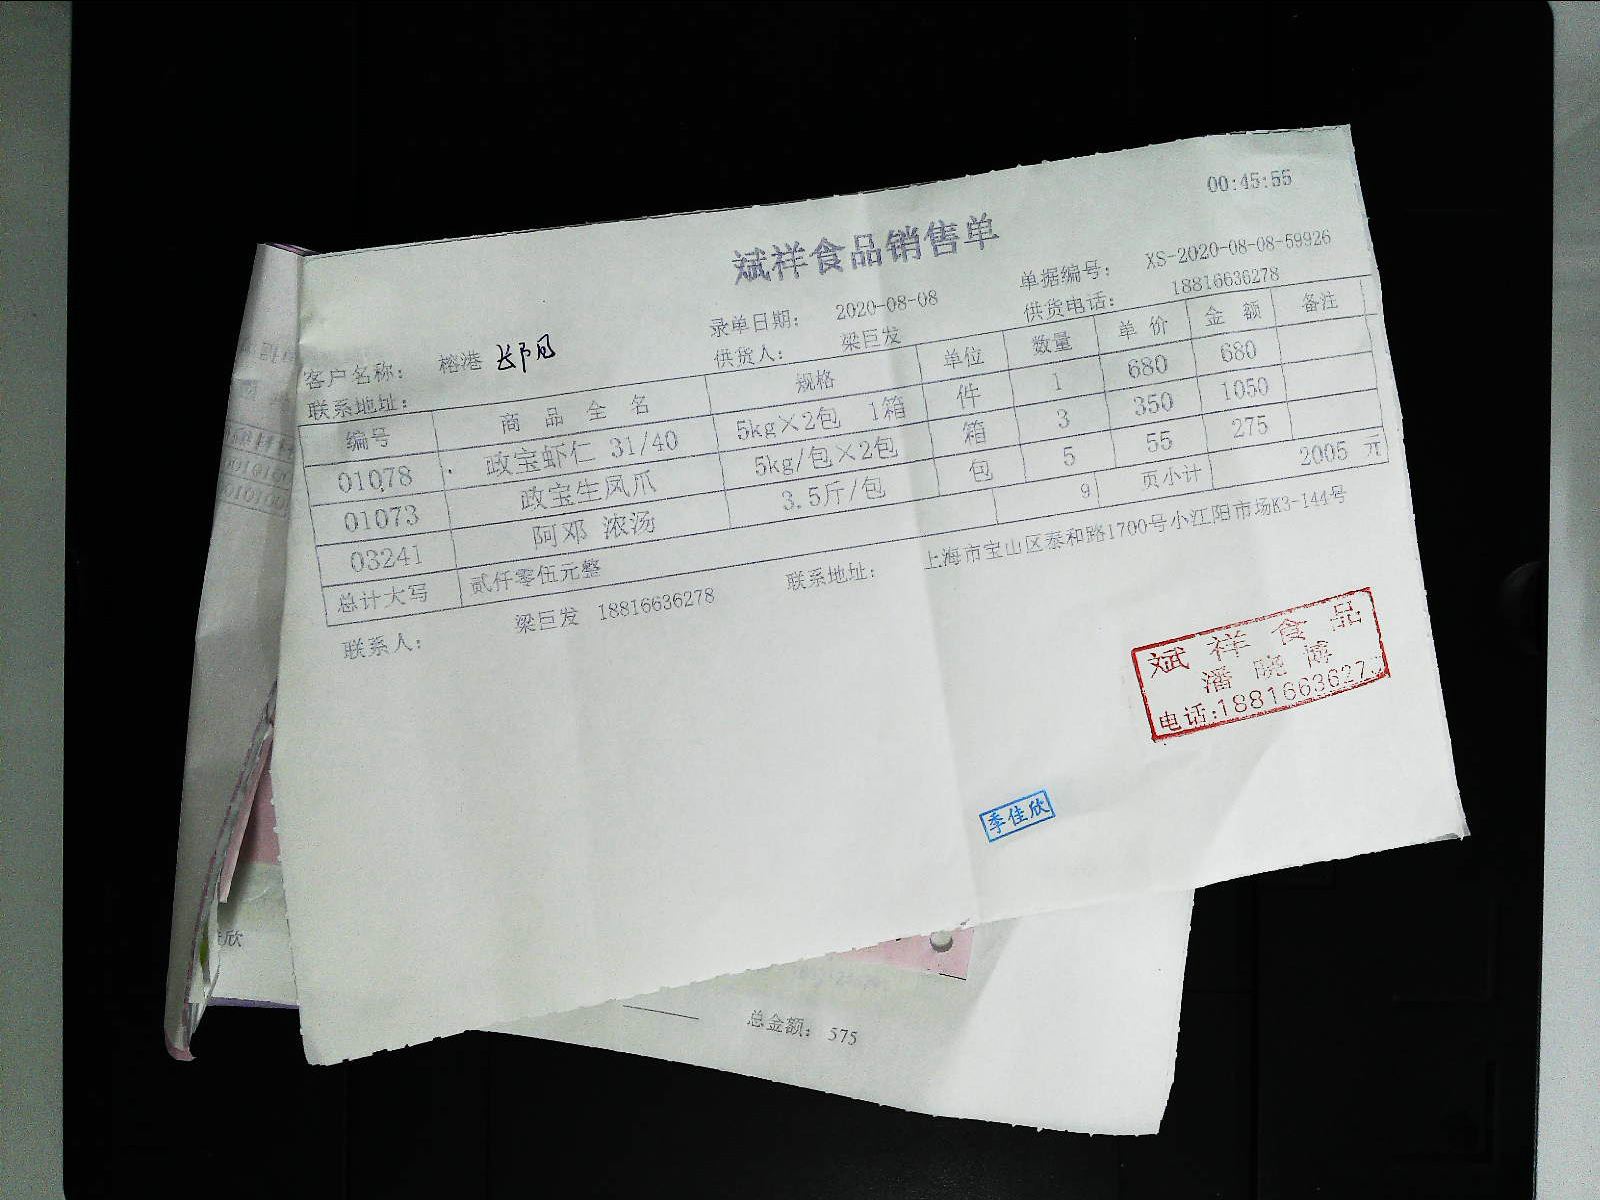 00:45:55
斌祥食品销售单
录单日期： 2020-08-08 单据编号： XS-2020-08-08-59926
客户名称： 榕港 供货人： 梁巨发 供货电话： 18816636278
联系地址：
编号 商品全名 规格 单位 数量 单价 金额 备注
01078 政宝虾仁 31/40 5kg×2包 1箱 件 1 680 680
01073 政宝生凤爪 5kg/包×2包 箱 3 350 1050
03241 阿邓 浓汤 3.5斤/包 包 5 55 275
总计大写 贰仟零伍元整 9 页小计 2005 元
联系人： 梁巨发 18816636278 联系地址： 上海市宝山区泰和路1700号小江阳市场K3-144号
斌祥食品
潘晓博
电话:1881663627
季佳欣
欣
总金额： 575